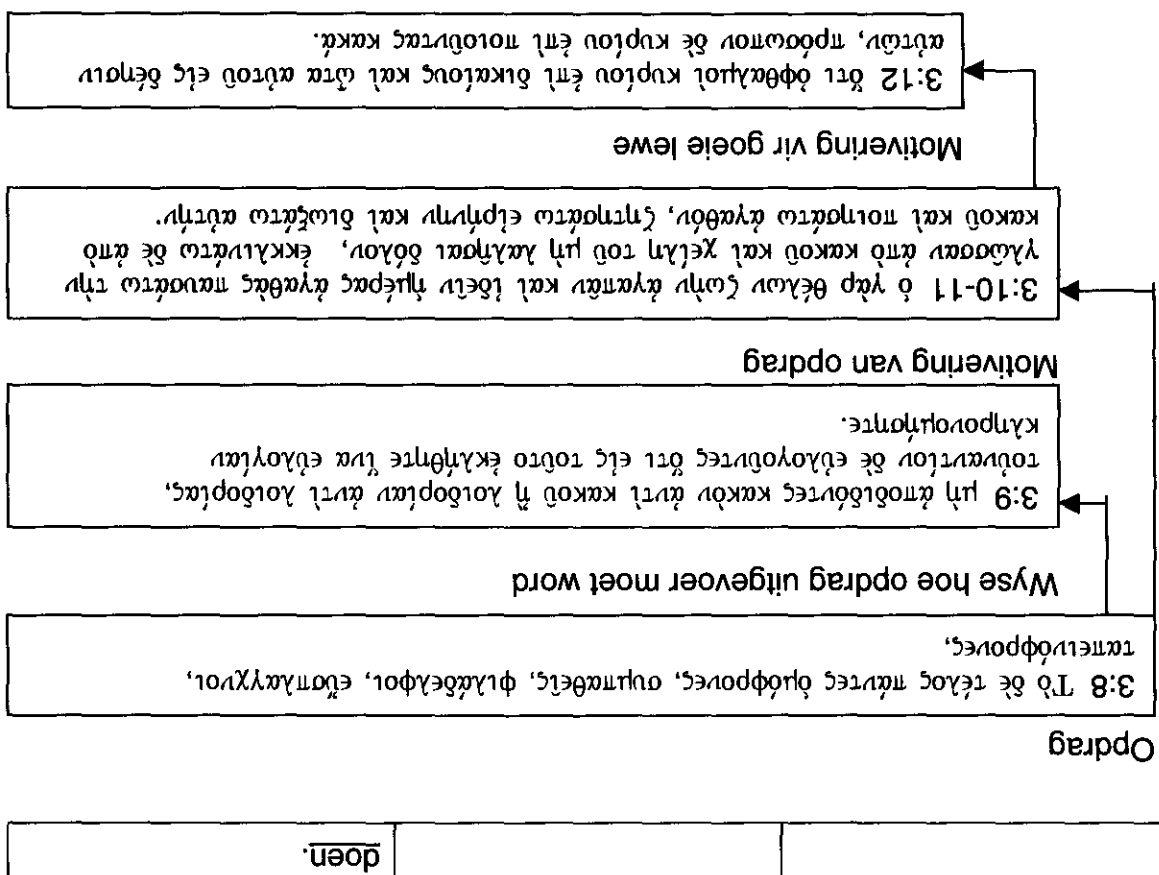 doen.
Opdrag
3:8 Τὸ δὲ τέλος πάντες ὁμόφρονες, συμπαθεῖς, φιλάδελφοι, εὔσπλαγχνοι,
ταπεινόφρονες,
Wyse hoe opdrag uitgevoer moet word
3:9 μὴ ἀποδιδόντες κακὸν ἀντὶ κακοῦ ἢ λοιδορίαν ἀντὶ λοιδορίας,
τοὐναντίον δὲ εὐλογοῦντες ὅτι εἰς τοῦτο ἐκλήθητε ἵνα εὐλογίαν
κληρονομήσητε.
Motivering van opdrag
3:10-11 ὁ γὰρ θέλων ζωὴν ἀγαπᾶν καὶ ἰδεῖν ἡμέρας ἀγαθὰς παυσάτω τὴν
γλῶσσαν ἀπὸ κακοῦ καὶ χείλη τοῦ μὴ λαλῆσαι δόλον, ἐκκλινάτω δὲ ἀπὸ
κακοῦ καὶ ποιησάτω ἀγαθόν, ζητησάτω εἰρήνην καὶ διωξάτω αὐτήν·
Motivering vir goeie lewe
3:12 ὅτι ὀφθαλμοὶ κυρίου ἐπὶ δικαίους καὶ ὦτα αὐτοῦ εἰς δέησιν
αὐτῶν, πρόσωπον δὲ κυρίου ἐπὶ ποιοῦντας κακά.